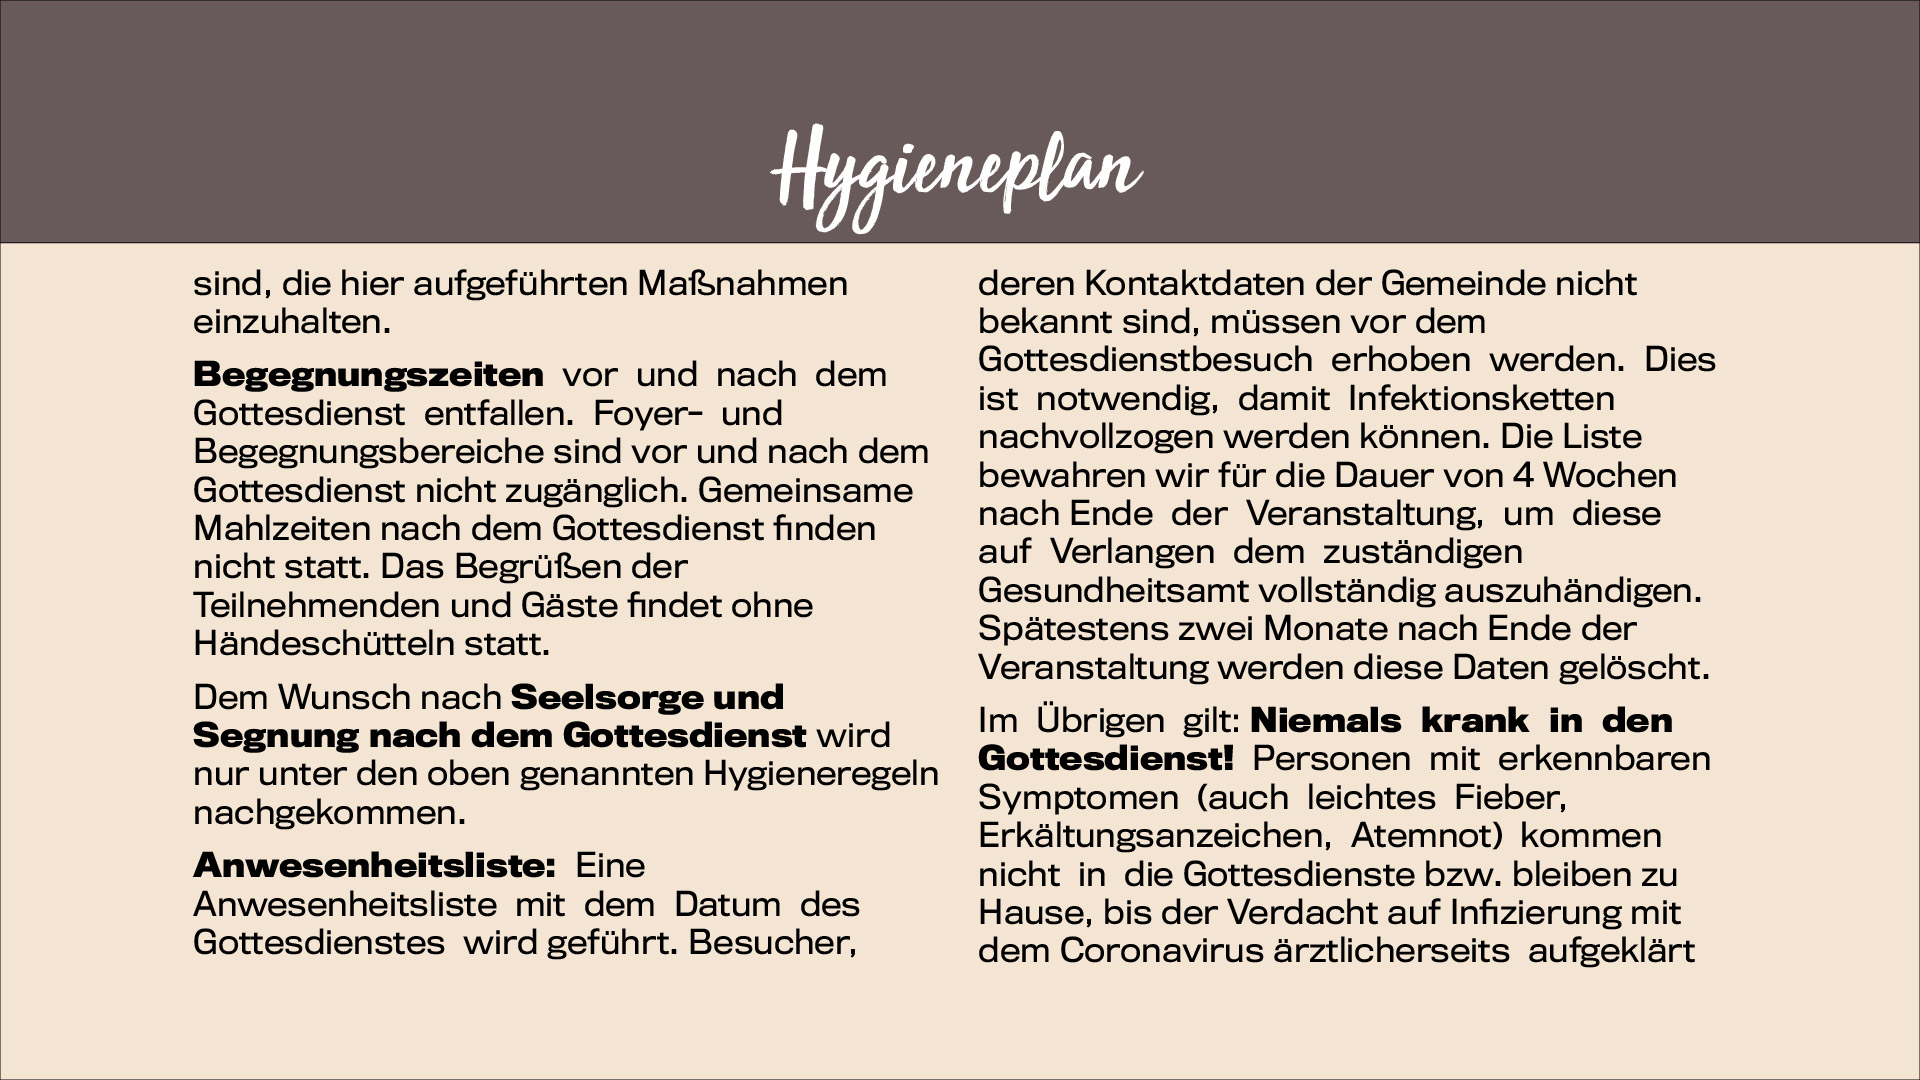 Hygieneplan
sind, die hier aufgeführten Maßnahmen
einzuhalten.
Begegnungszeiten vor und nach dem
Gottesdienst entfallen. Foyer- und
Begegnungsbereiche sind vor und nach dem
Gottesdienst nicht zugänglich. Gemeinsame
Mahlzeiten nach dem Gottesdienst finden
nicht statt. Das Begrüßen der
Teilnehmenden und Gäste findet ohne
Händeschütteln statt.
Dem Wunsch nach Seelsorge und
Segnung nach dem Gottesdienst wird
nur unter den oben genannten Hygieneregeln
nachgekommen.
Anwesenheitsliste: Eine
Anwesenheitsliste mit dem Datum des
Gottesdienstes wird geführt. Besucher,
deren Kontaktdaten der Gemeinde nicht
bekannt sind, müssen vor dem
Gottesdienstbesuch erhoben werden. Dies
ist notwendig, damit Infektionsketten
nachvollzogen werden können. Die Liste
bewahren wir für die Dauer von 4 Wochen
nach Ende der Veranstaltung, um diese
auf Verlangen dem zuständigen
Gesundheitsamt vollständig auszuhändigen.
Spätestens zwei Monate nach Ende der
Veranstaltung werden diese Daten gelöscht.
Im Übrigen gilt: Niemals krank in den
Gottesdienst! Personen mit erkennbaren
Symptomen (auch leichtes Fieber,
Erkältungsanzeichen, Atemnot) kommen
nicht in die Gottesdienste bzw. bleiben zu
Hause, bis der Verdacht auf Infizierung mit
dem Coronavirus ärztlicherseits aufgeklärt